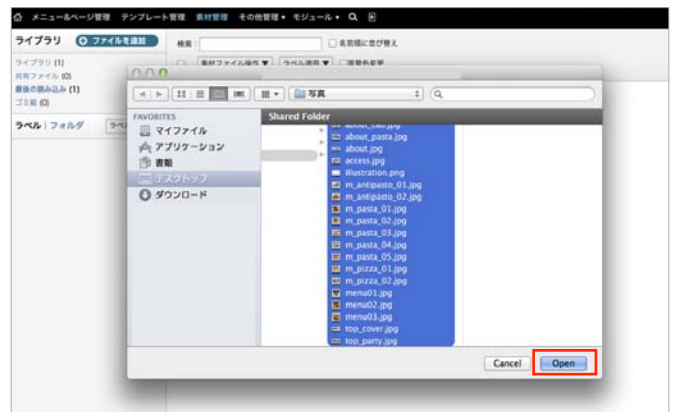 メニュー&ページ管理 テンプレート管理 素材管理 その他管理▾ モジュール▾
ライブラリ ファイルを追加
検索:
名前順に並び替え
ライブラリ (1)
共有ファイル (0)
最後の読み込み (1)
ゴミ箱 (0)
素材ファイル操作▼ ラベル適用▼ 背景色変更
ラベル | フォルダ
写真
FAVORITES
マイファイル
アプリケーション
書類
デスクトップ
ダウンロード
Shared Folder
about_pasta.jpg
about.jpg
access.jpg
illustration.png
m_antipasto_01.jpg
m_antipasto_02.jpg
m_pasta_01.jpg
m_pasta_02.jpg
m_pasta_03.jpg
m_pasta_04.jpg
m_pasta_05.jpg
m_pizza_01.jpg
m_pizza_02.jpg
menu01.jpg
menu02.jpg
menu03.jpg
top_cover.jpg
top_party.jpg
Cancel Open